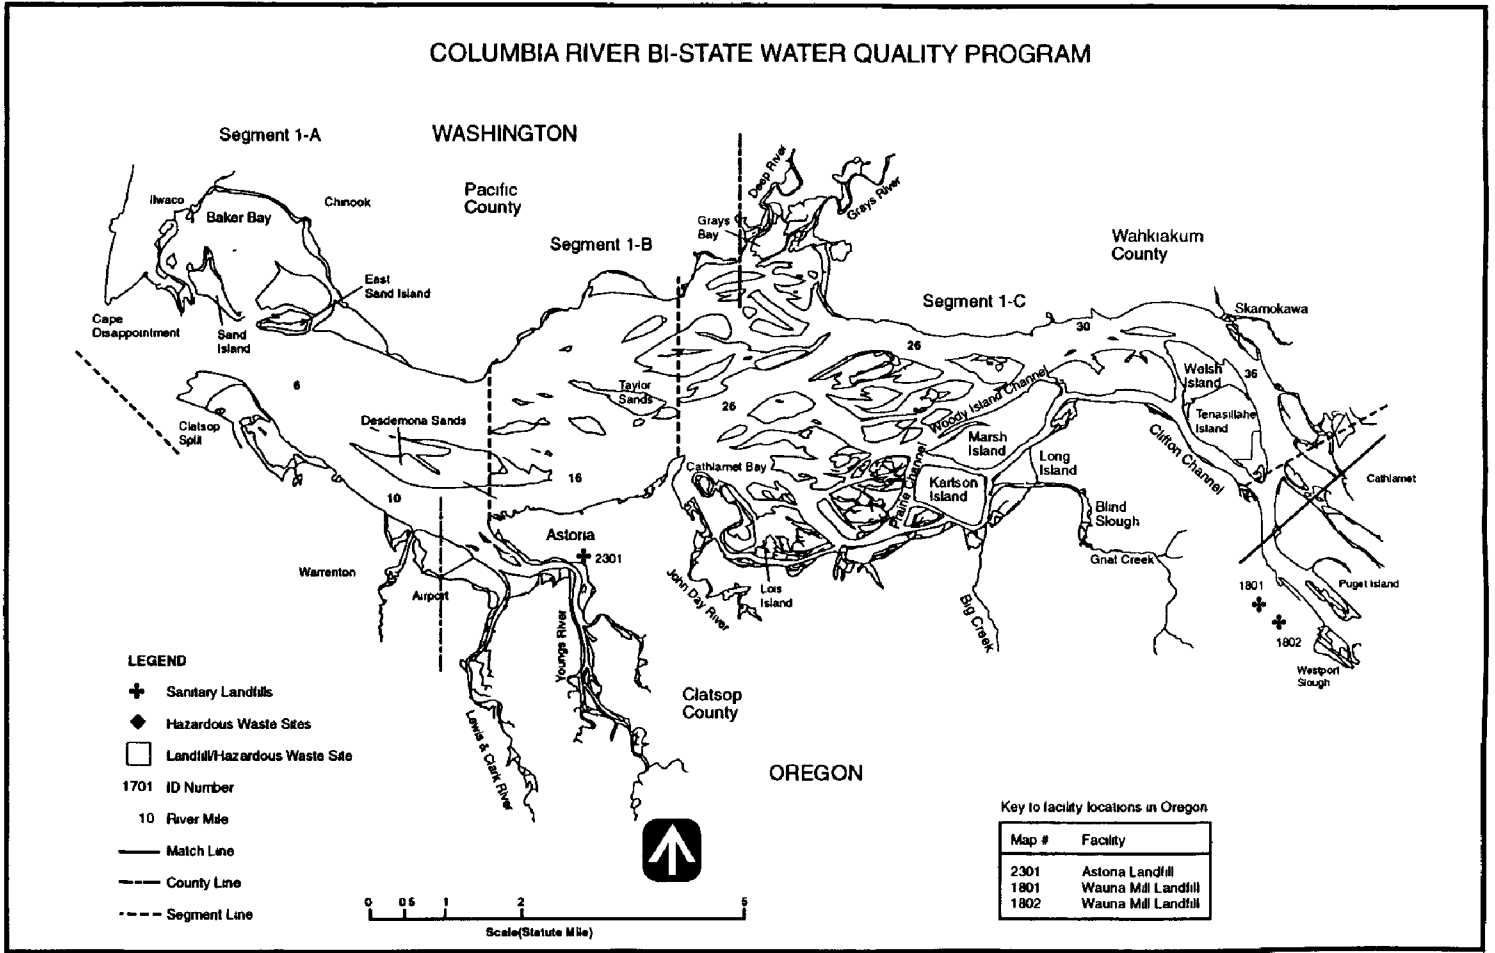 COLUMBIA RIVER BI-STATE WATER QUALITY PROGRAM
Segment 1-A
WASHINGTON
Pacific
County
Segment 1-B
Deep River
Grays River
Grays
Bay
Wahkiakum
County
Segment 1-C
Ilwaco
Baker Bay
Chinook
East
Sand Island
Cape
Disappointment
Sand
Island
Skamokawa
30
26
36
6
Welsh
Island
Taylor
Sands
26
Woody Island Channel
Tenasillahe
Island
Clatsop
Spit
Desdemona Sands
Marsh
Island
Clifton Channel
Cathlamet Bay
Prairie Channel
Long
Island
Karlson
Island
16
10
Cathlamet
Blind
Slough
Astoria
2301
Gnat Creek
Warrenton
Airport
John Day River
Lois
Island
Big Creek
1801
1802
Puget Island
Westport
Slough
Youngs River
Lewis & Clark River
Clatsop
County
OREGON
LEGEND
Sanitary Landfills
Hazardous Waste Sites
Landfill/Hazardous Waste Site
1701 ID Number
10 River Mile
Match Line
County Line
Segment Line
0 0.5 1 2 5
Scale(Statute Mile)
Key to facility locations in Oregon
Map # Facility
2301 Astoria Landfill
1801 Wauna Mill Landfill
1802 Wauna Mill Landfill